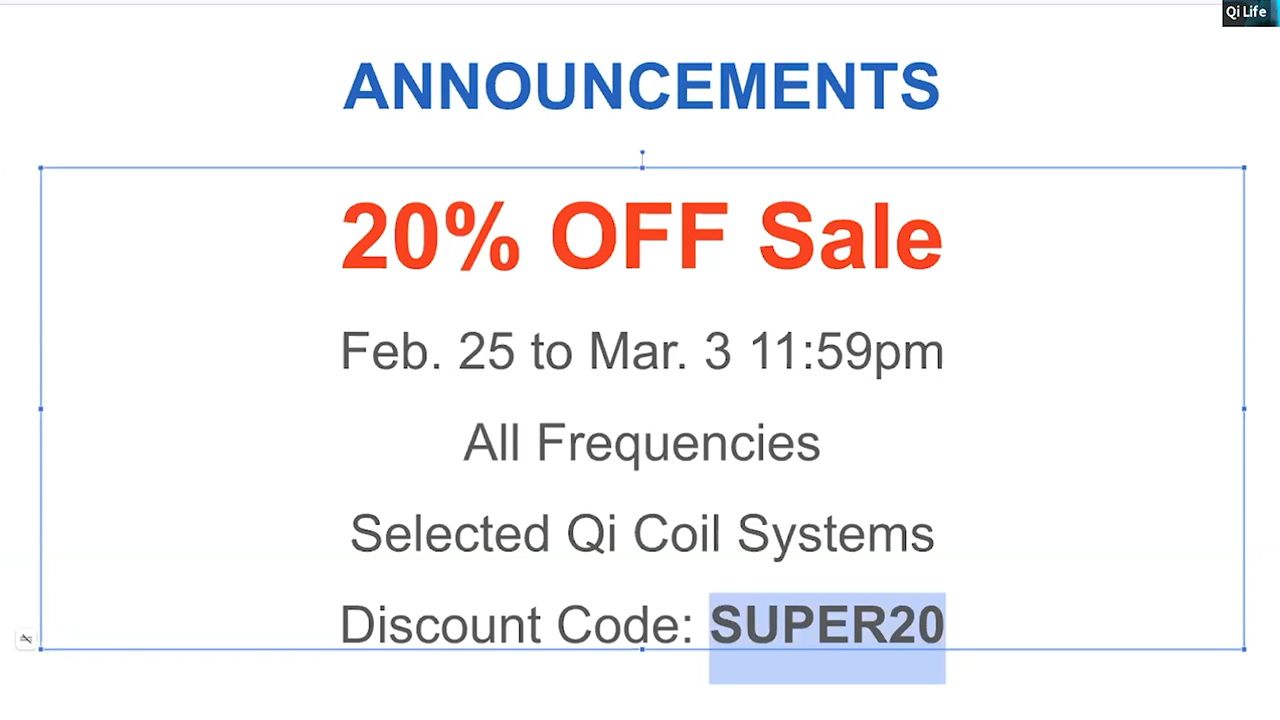 Qi Life
ANNOUNCEMENTS
20% OFF Sale
Feb. 25 to Mar. 3 11:59pm
All Frequencies
Selected Qi Coil Systems
Discount Code: SUPER20